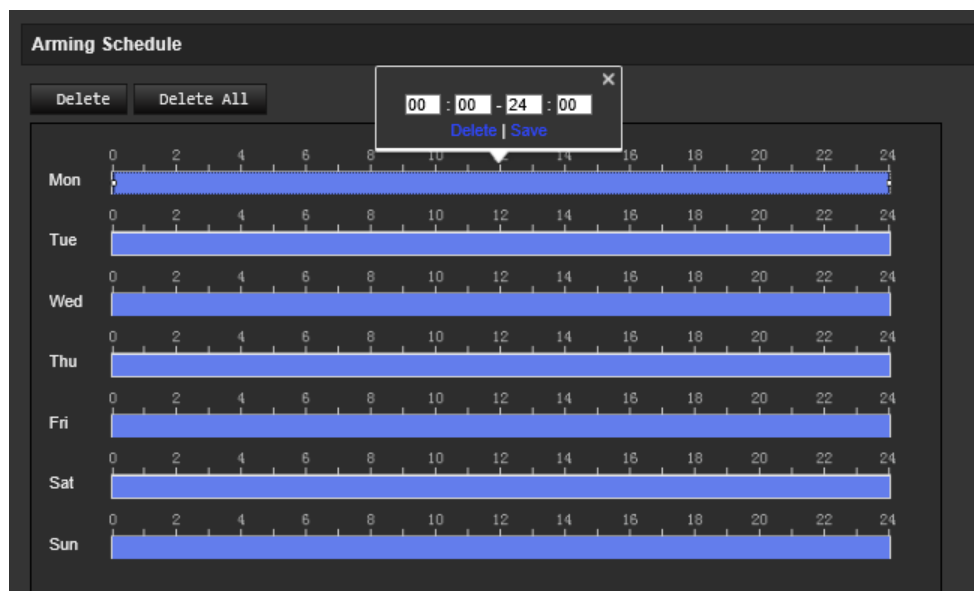 Arming Schedule
×
Delete Delete All
00 : 00 - 24 : 00
Delete | Save
0 2 4 6 8 10 12 14 16 18 20 22 24
Mon
0 2 4 6 8 10 12 14 16 18 20 22 24
Tue
0 2 4 6 8 10 12 14 16 18 20 22 24
Wed
0 2 4 6 8 10 12 14 16 18 20 22 24
Thu
0 2 4 6 8 10 12 14 16 18 20 22 24
Fri
0 2 4 6 8 10 12 14 16 18 20 22 24
Sat
0 2 4 6 8 10 12 14 16 18 20 22 24
Sun